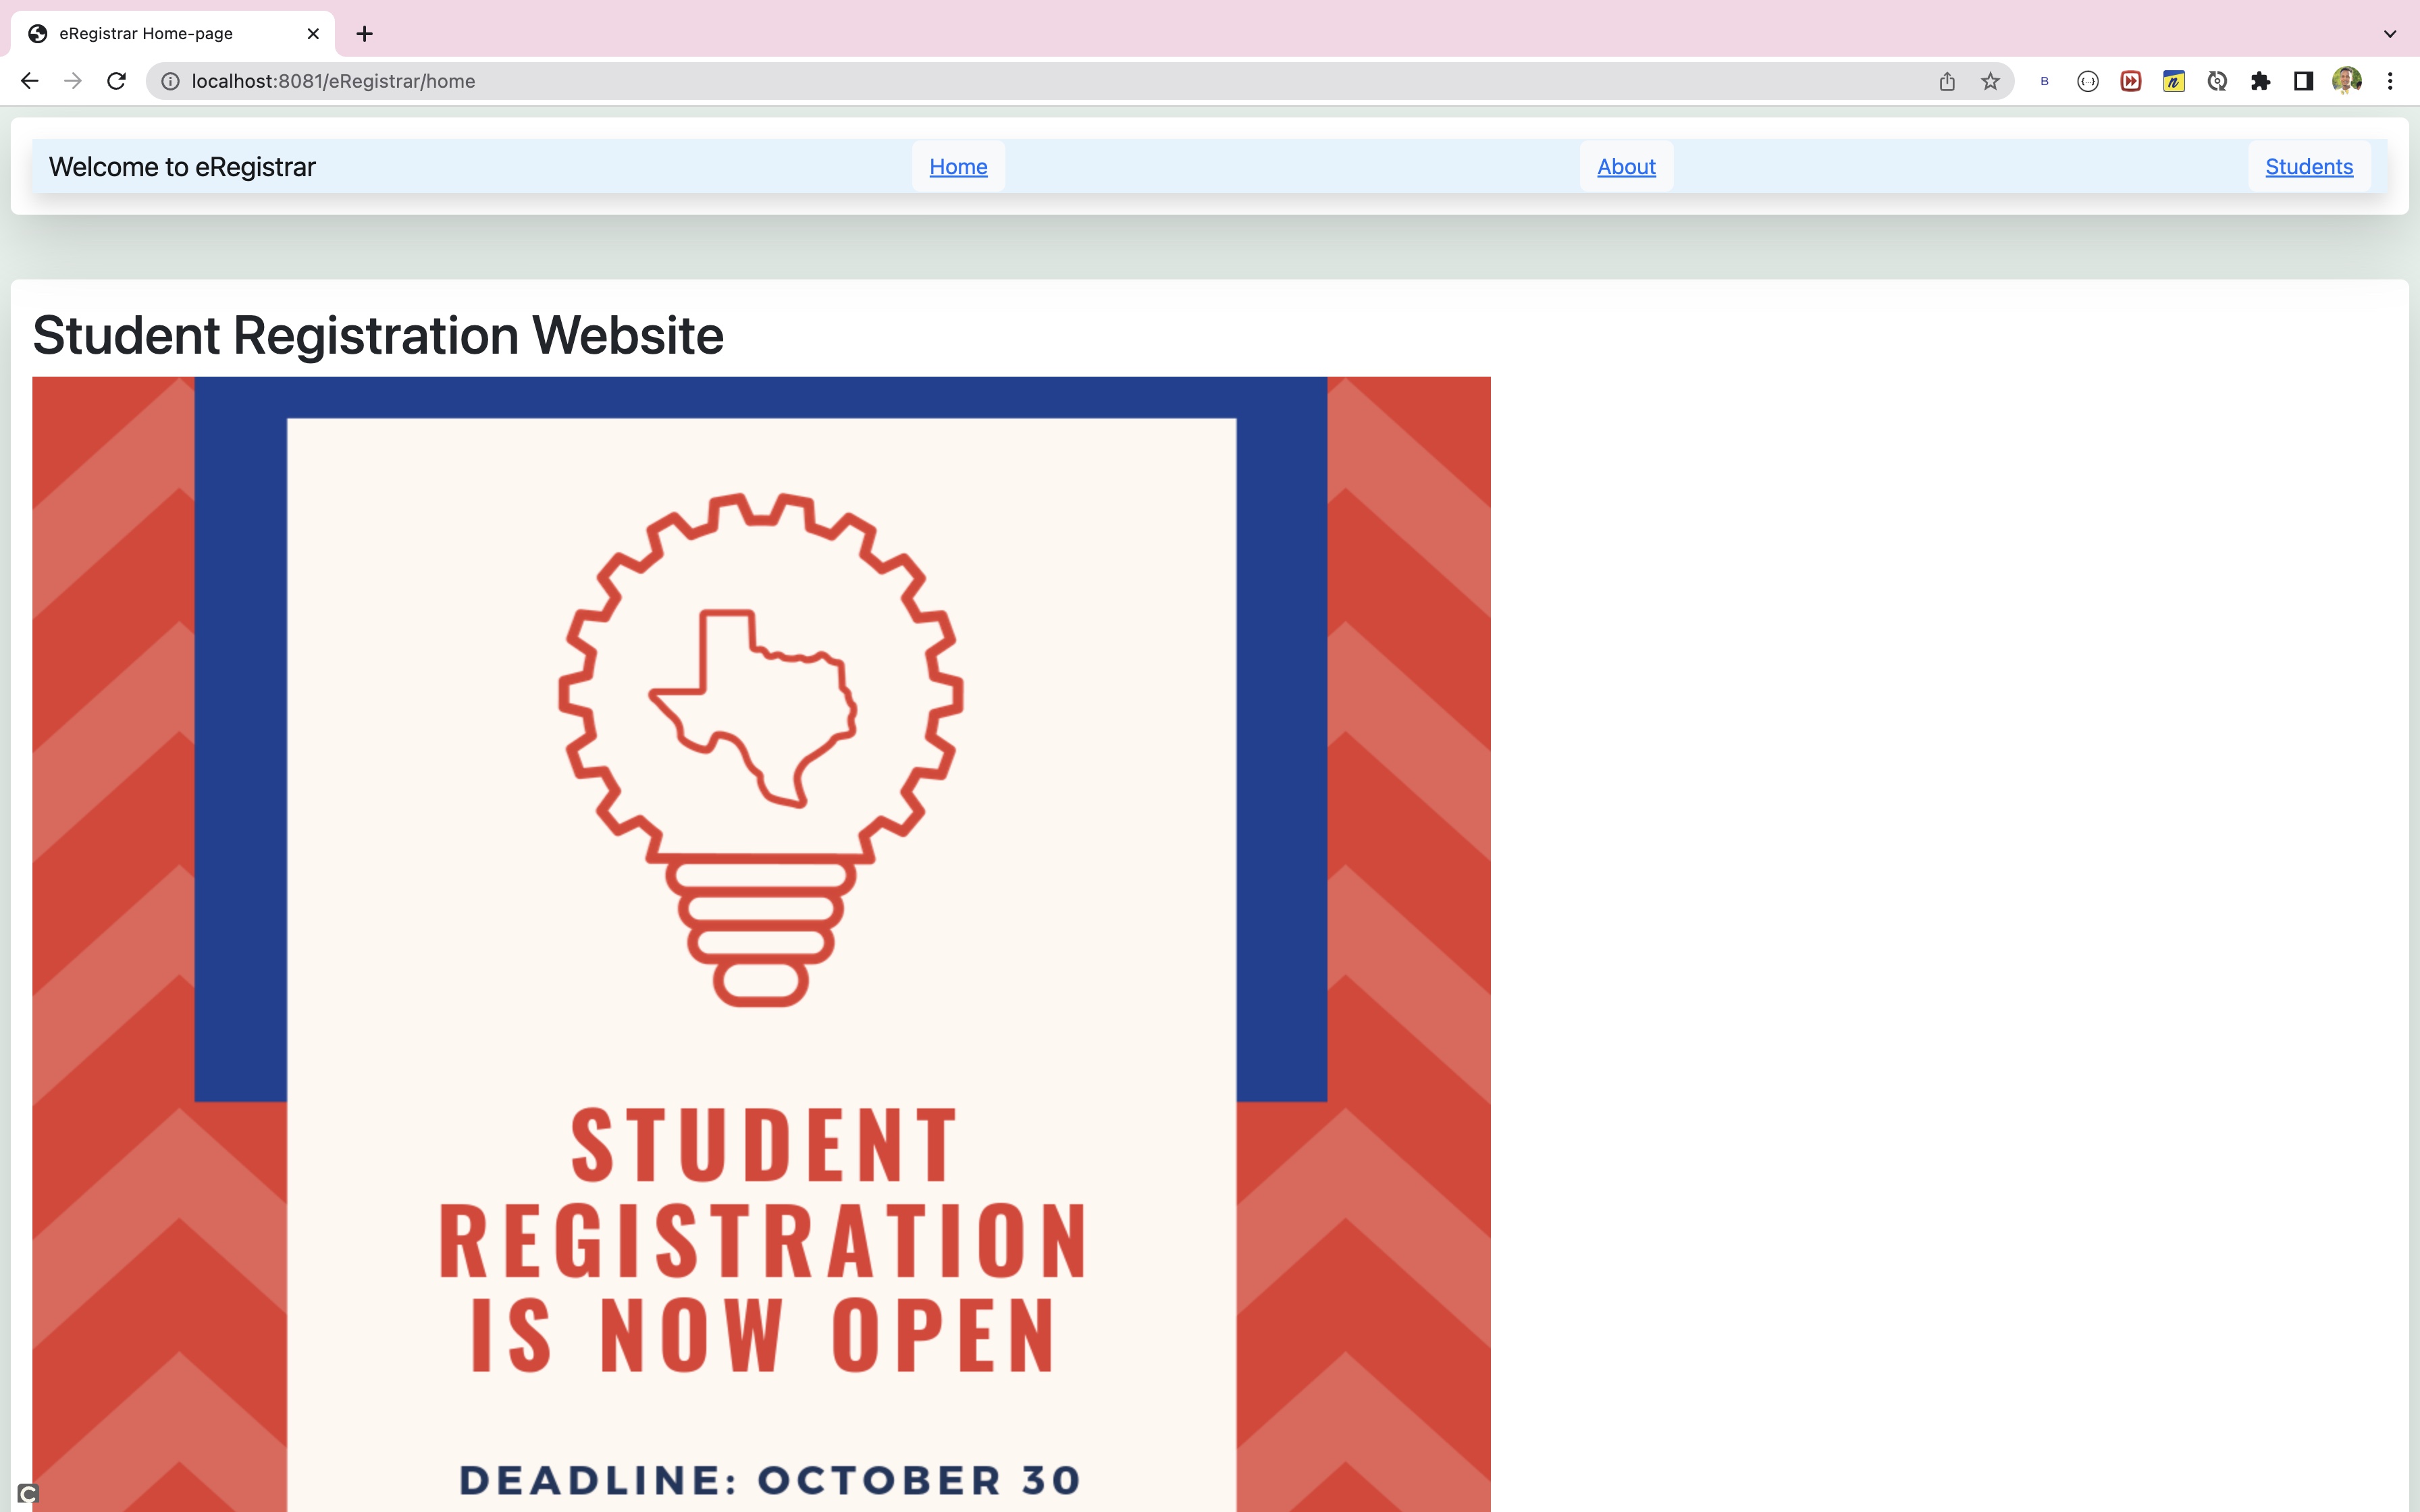 eRegistrar Home-page
localhost:8081/eRegistrar/home
B
n
Welcome to eRegistrar
Home
About
Students
Student Registration Website
STUDENT
REGISTRATION
IS NOW OPEN
DEADLINE: OCTOBER 30
C